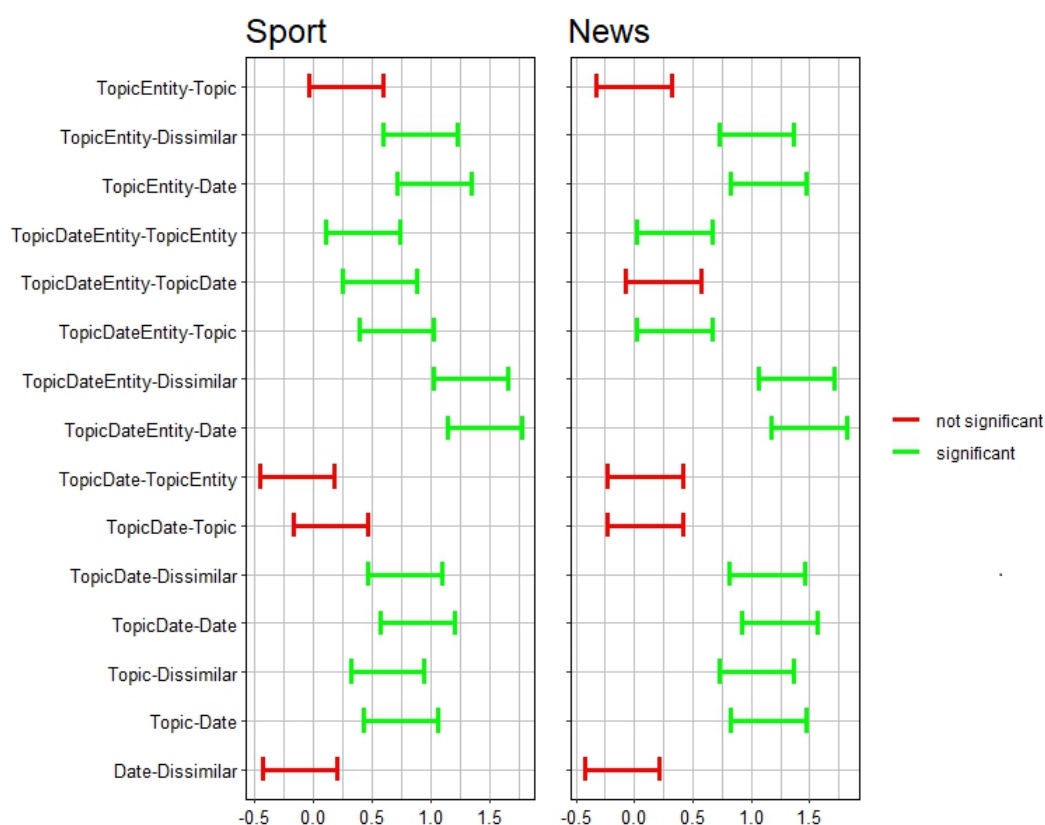 Sport News
TopicEntity-Topic
TopicEntity-Dissimilar
TopicEntity-Date
TopicDateEntity-TopicEntity
TopicDateEntity-TopicDate
TopicDateEntity-Topic
TopicDateEntity-Dissimilar
TopicDateEntity-Date
TopicDate-TopicEntity
TopicDate-Topic
TopicDate-Dissimilar
TopicDate-Date
Topic-Dissimilar
Topic-Date
Date-Dissimilar
-0.5 0.0 0.5 1.0 1.5 -0.5 0.0 0.5 1.0 1.5
not significant
significant